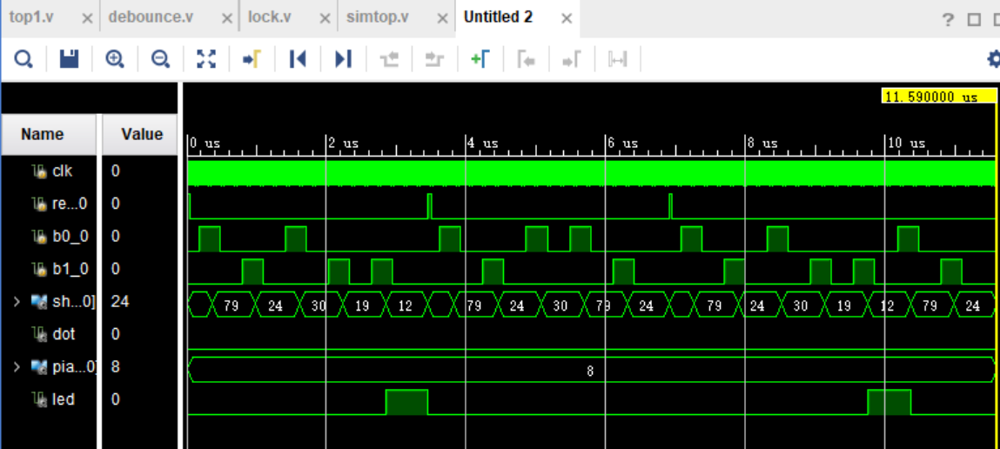 top1.v debounce.v lock.v simtop.v Untitled 2 ?
11.590000 us
Name Value 0 us 2 us 4 us 6 us 8 us 10 us
clk 0
re...0 0
b0_0 0
b1_0 0
sh...0] 24 79 24 30 19 12 79 24 30 79 24 79 24 30 19 12 79 24
dot 0
pia...0] 8 8
led 0